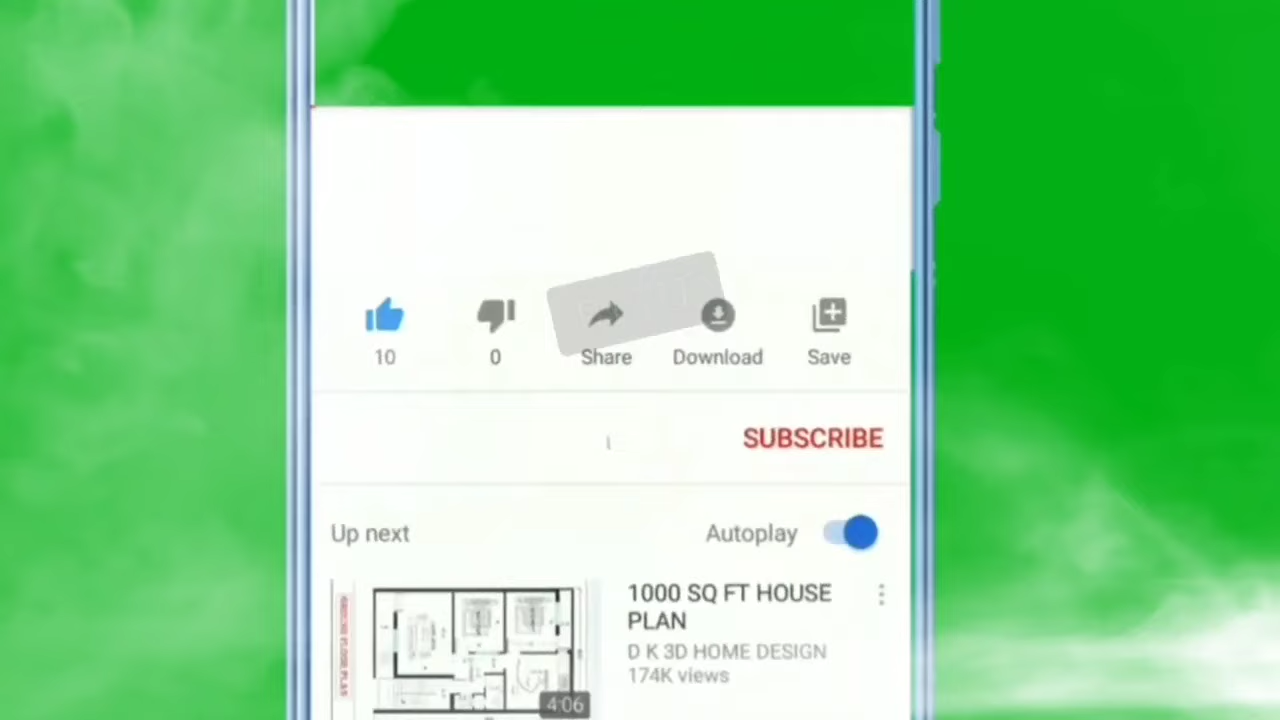 10
0
Share
Download
Save
SUBSCRIBE
Up next
Autoplay
1000 SQ FT HOUSE
PLAN
D K 3D HOME DESIGN
174K views
4:06